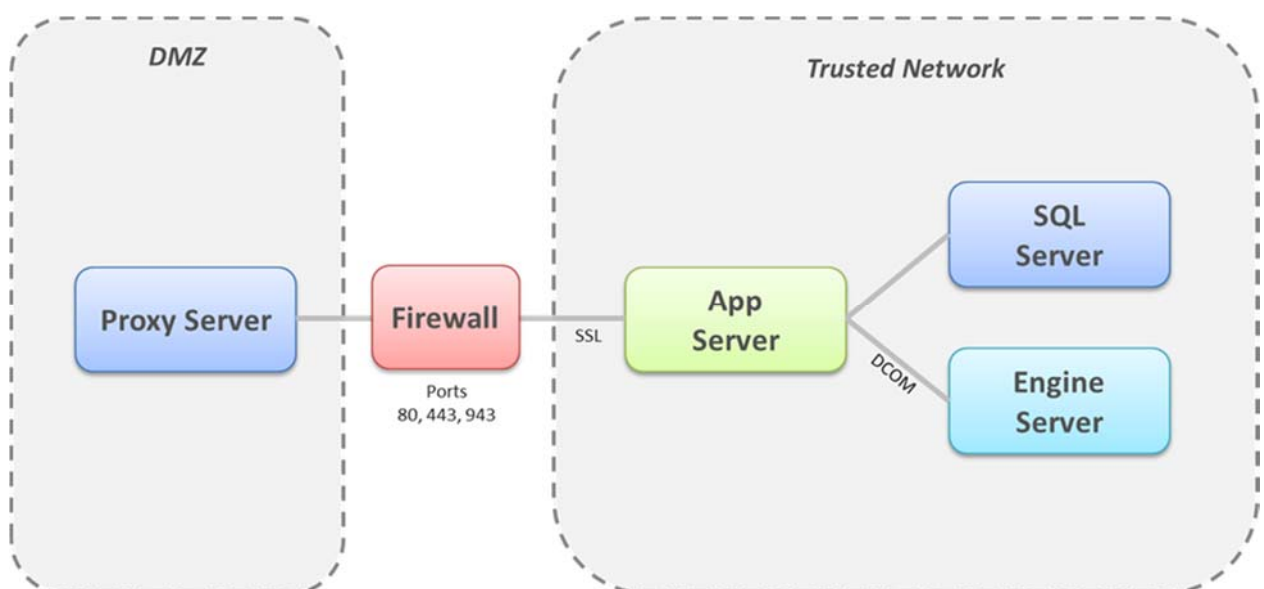 DMZ
Trusted Network
Proxy Server
Firewall
Ports
80, 443, 943
SSL
App
Server
DCOM
SQL
Server
Engine
Server